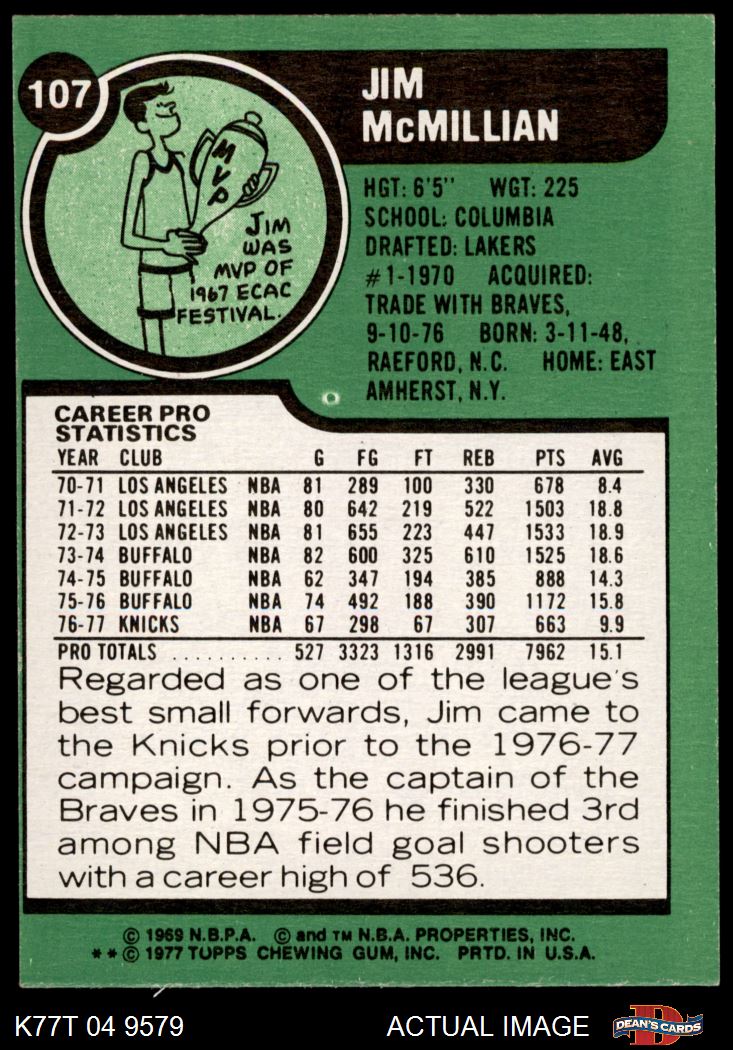 107
JIM
McMILLIAN
MVP
JIM
WAS
MVP OF
1967 ECAC
FESTIVAL.
HGT: 6'5" WGT: 225
SCHOOL: COLUMBIA
DRAFTED: LAKERS
#1-1970 ACQUIRED:
TRADE WITH BRAVES,
9-10-76 BORN: 3-11-48,
RAEFORD, N.C. HOME: EAST
AMHERST, N.Y.
CAREER PRO
STATISTICS
YEAR CLUB G FG FT REB PTS AVG
70-71 LOS ANGELES NBA 81 289 100 330 678 8.4
71-72 LOS ANGELES NBA 80 642 219 522 1503 18.8
72-73 LOS ANGELES NBA 81 655 223 447 1533 18.9
73-74 BUFFALO NBA 82 600 325 610 1525 18.6
74-75 BUFFALO NBA 62 347 194 385 888 14.3
75-76 BUFFALO NBA 74 492 188 390 1172 15.8
76-77 KNICKS NBA 67 298 67 307 663 9.9
PRO TOTALS .......... 527 3323 1316 2991 7962 15.1
Regarded as one of the league's
best small forwards, Jim came to
the Knicks prior to the 1976-77
campaign. As the captain of the
Braves in 1975-76 he finished 3rd
among NBA field goal shooters
with a career high of 536.
© 1969 N.B.P.A. © and TM N.B.A. PROPERTIES, INC.
**© 1977 TOPPS CHEWING GUM, INC. PRTD. IN U.S.A.
K77T 04 9579 ACTUAL IMAGE DEAN'S CARDS